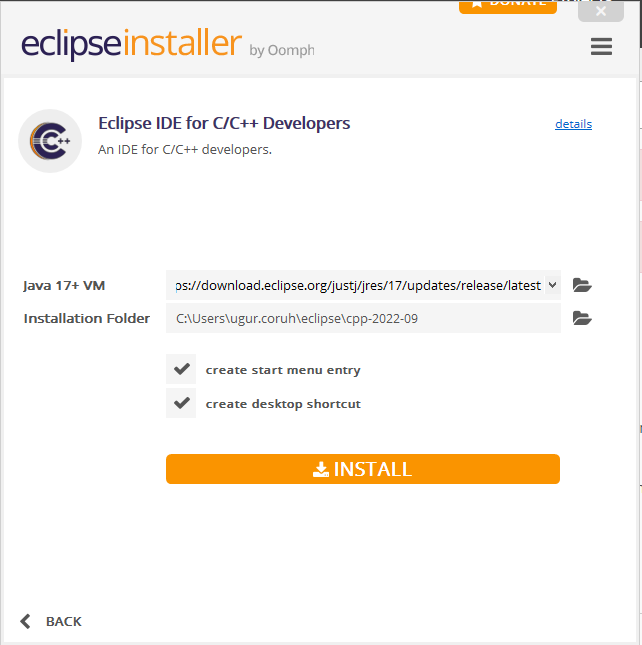 DONATE
eclipseinstaller by Oomph
Eclipse IDE for C/C++ Developers
details
An IDE for C/C++ developers.
Java 17+ VM
ps://download.eclipse.org/justj/jres/17/updates/release/latest
Installation Folder
C:\Users\ugur.coruh\eclipse\cpp-2022-09
create start menu entry
create desktop shortcut
INSTALL
BACK